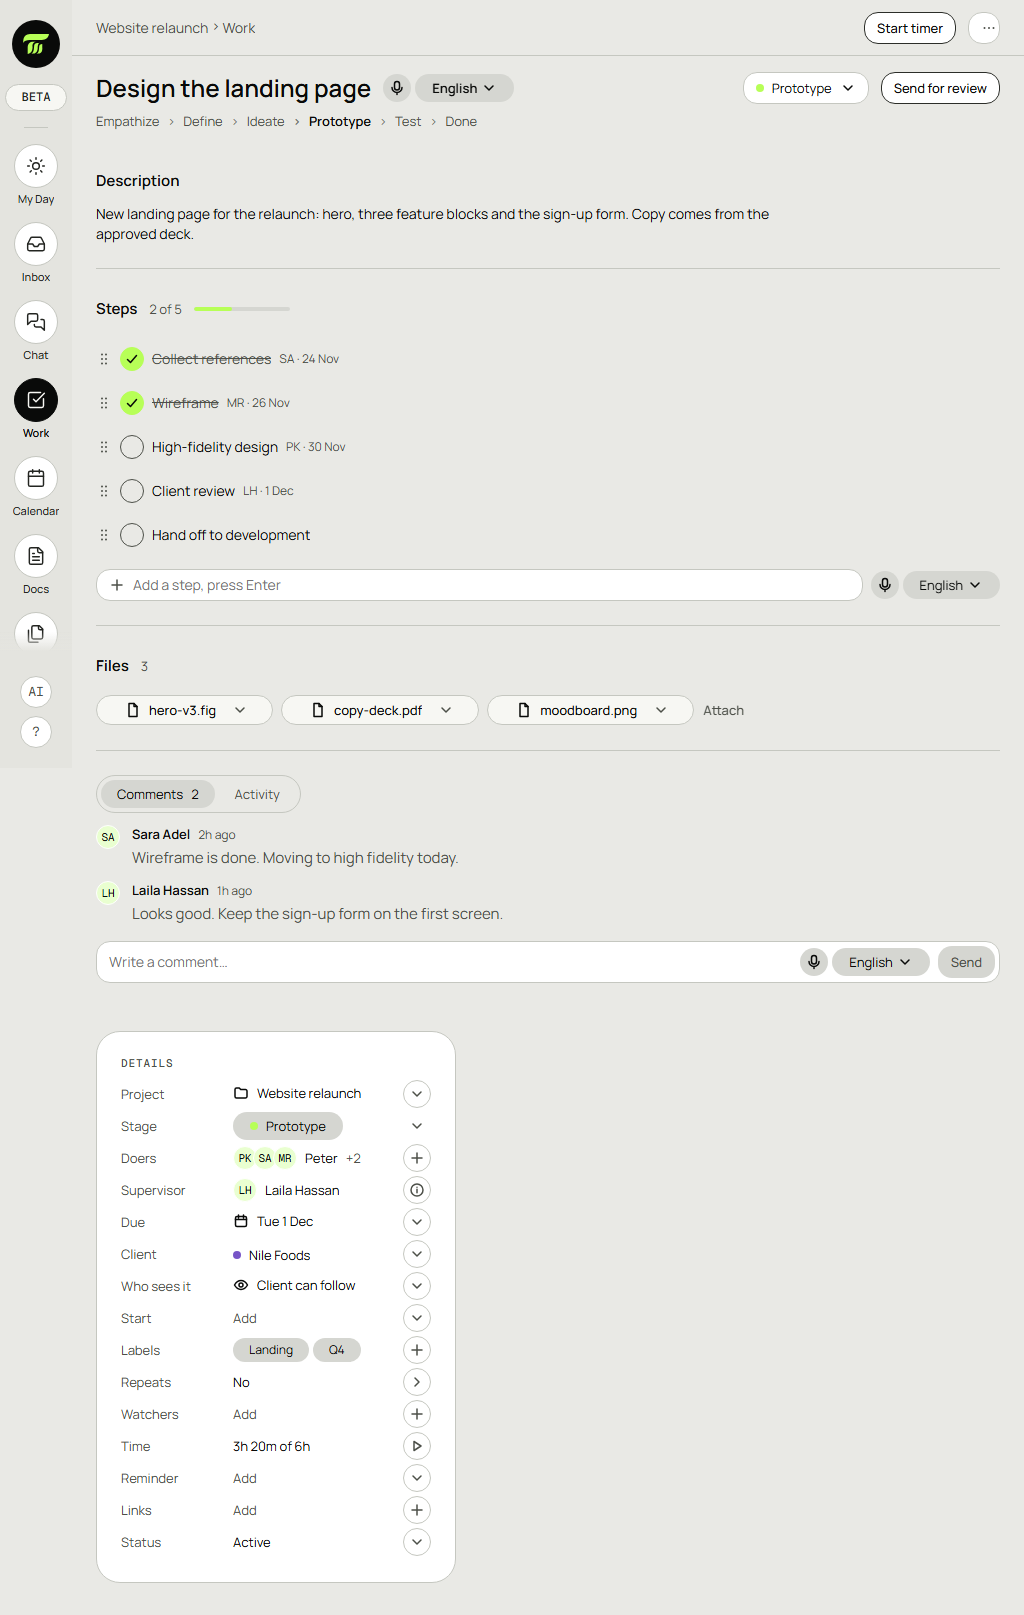 Website relaunch › Work
Start timer
...
BETA
My Day
Inbox
Chat
Work
Calendar
Docs
AI
?
Design the landing page
English
Prototype
Send for review
Empathize › Define › Ideate › Prototype › Test › Done
Description
New landing page for the relaunch: hero, three feature blocks and the sign-up form. Copy comes from the
approved deck.
Steps 2 of 5
Collect references SA · 24 Nov
Wireframe MR · 26 Nov
High-fidelity design PK · 30 Nov
Client review LH · 1 Dec
Hand off to development
Add a step, press Enter
English
Files 3
hero-v3.fig
copy-deck.pdf
moodboard.png
Attach
Comments 2
Activity
SA Sara Adel 2h ago
Wireframe is done. Moving to high fidelity today.
LH Laila Hassan 1h ago
Looks good. Keep the sign-up form on the first screen.
Write a comment...
English
Send
DETAILS
Project Website relaunch
Stage Prototype
Doers PK SA MR Peter +2
Supervisor LH Laila Hassan
Due Tue 1 Dec
Client Nile Foods
Who sees it Client can follow
Start Add
Labels Landing Q4
Repeats No
Watchers Add
Time 3h 20m of 6h
Reminder Add
Links Add
Status Active